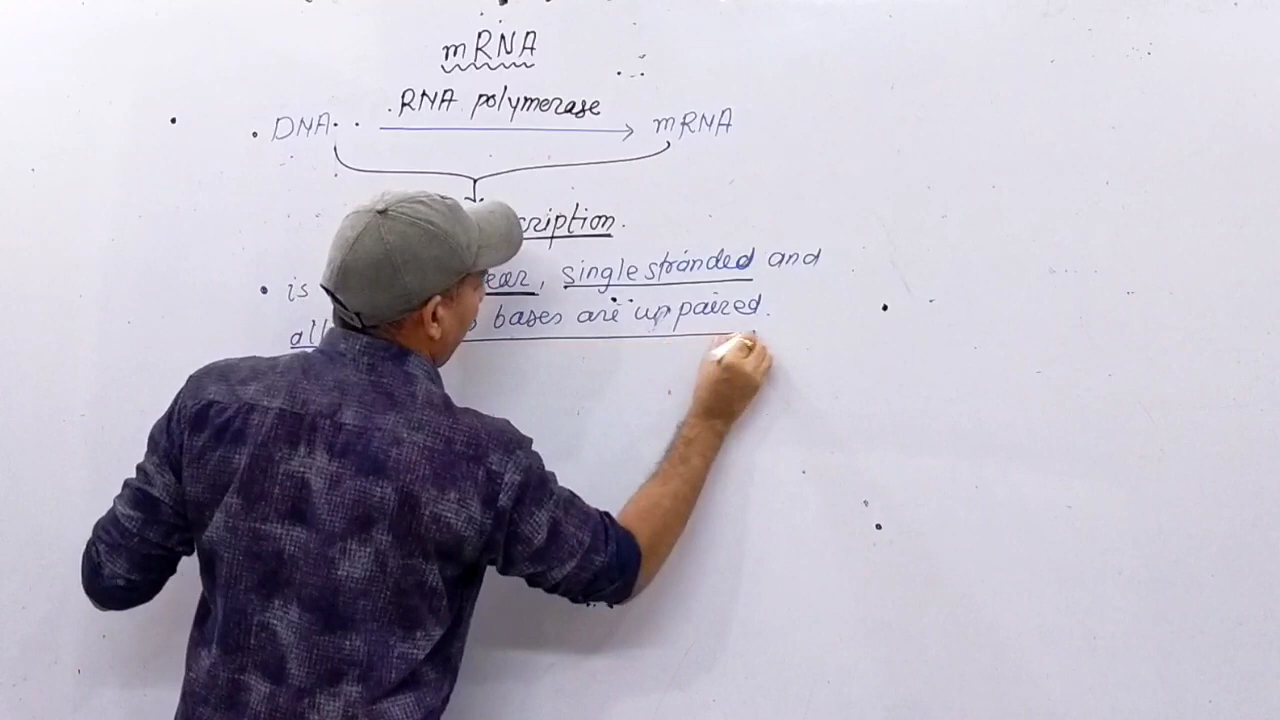 mRNA
RNA polymerase
DNA mRNA
cription.
is ear, single stranded and
all s bases are unpaired.